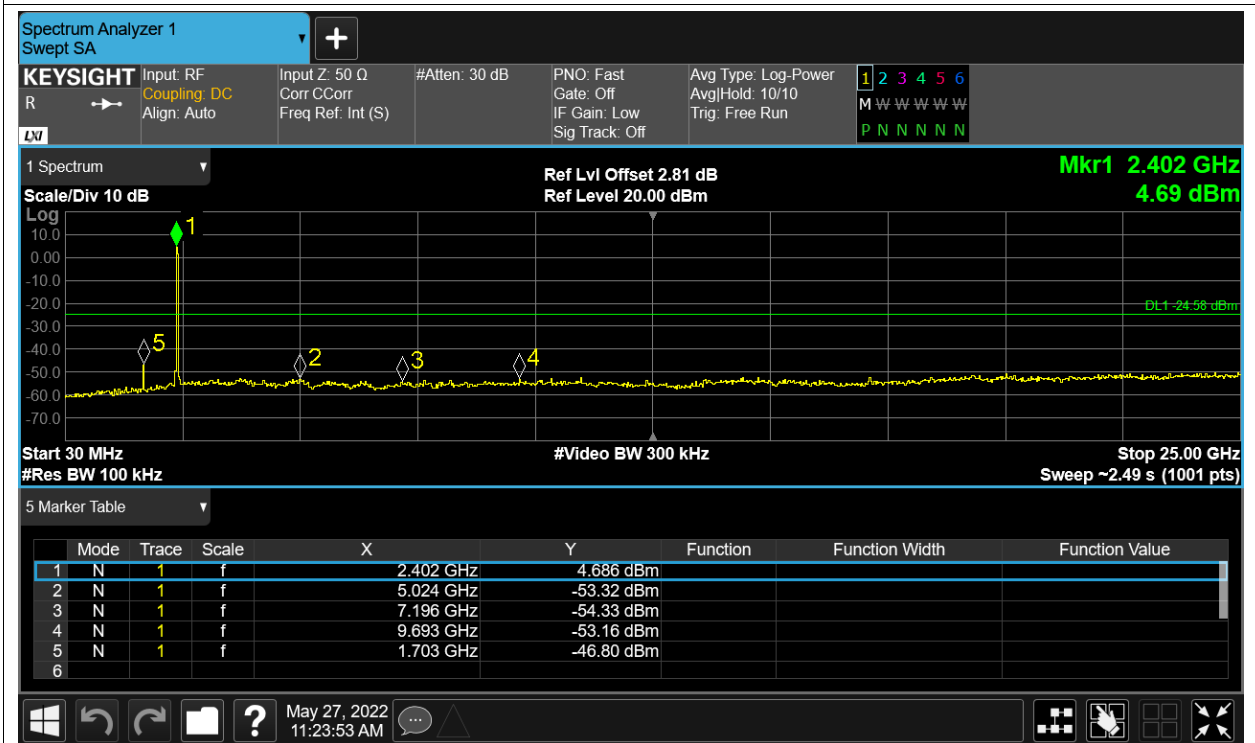 Spectrum Analyzer 1
Swept SA
+
KEYSIGHT
R
LXI
Input: RF
Coupling: DC
Align: Auto
Input Z: 50 Ω
Corr CCorr
Freq Ref: Int (S)
#Atten: 30 dB
PNO: Fast
Gate: Off
IF Gain: Low
Sig Track: Off
Avg Type: Log-Power
Avg|Hold: 10/10
Trig: Free Run
1 2 3 4 5 6
M W W W W W
P N N N N N
1 Spectrum
Scale/Div 10 dB
Ref Lvl Offset 2.81 dB
Ref Level 20.00 dBm
Mkr1 2.402 GHz
4.69 dBm
Log
10.0
0.00
-10.0
-20.0
-30.0
-40.0
-50.0
-60.0
-70.0
1
DL1 -24.58 dBm
5
2
3
4
Start 30 MHz
#Video BW 300 kHz
Stop 25.00 GHz
#Res BW 100 kHz
Sweep ~2.49 s (1001 pts)
5 Marker Table
Mode Trace Scale X Y Function Function Width Function Value
1 N 1 f 2.402 GHz 4.686 dBm
2 N 1 f 5.024 GHz -53.32 dBm
3 N 1 f 7.196 GHz -54.33 dBm
4 N 1 f 9.693 GHz -53.16 dBm
5 N 1 f 1.703 GHz -46.80 dBm
6
?
May 27, 2022
11:23:53 AM